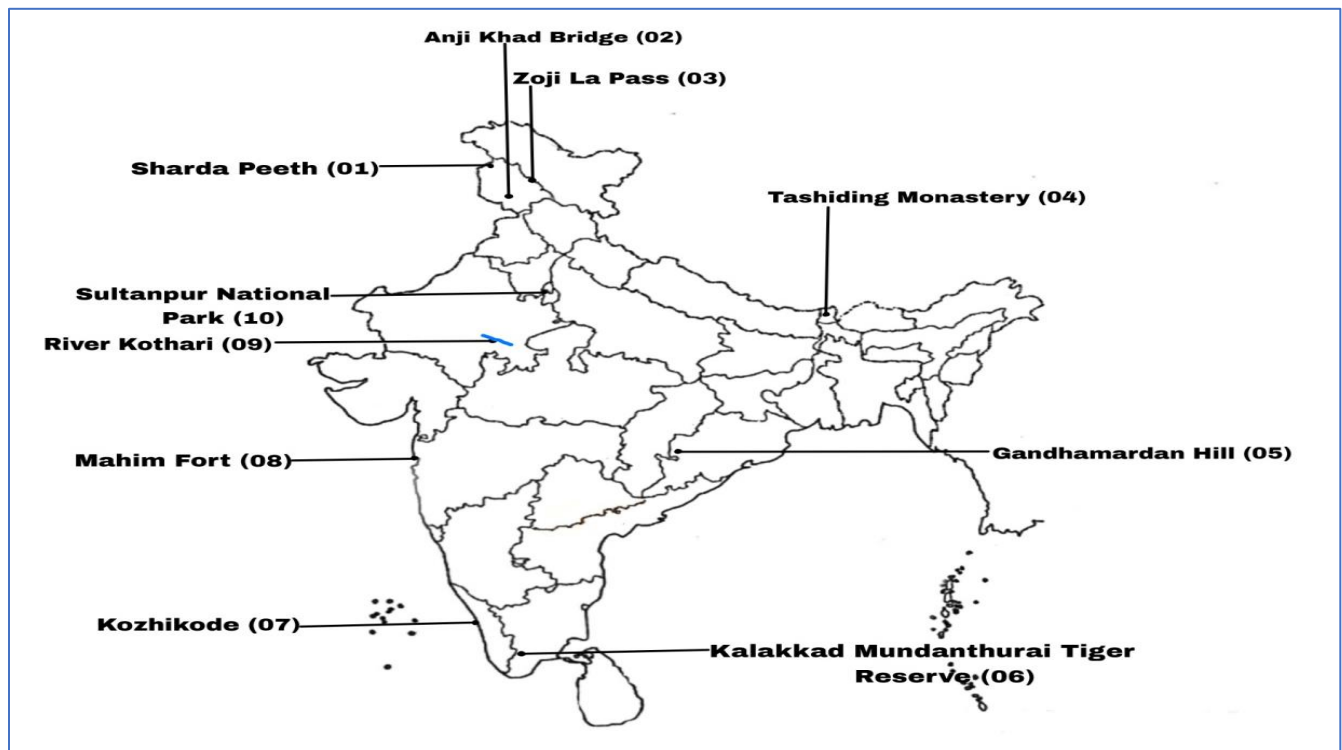 Anji Khad Bridge (02)
Zoji La Pass (03)
Sharda Peeth (01)
Tashiding Monastery (04)
Sultanpur National
Park (10)
River Kothari (09)
Mahim Fort (08)
Gandhamardan Hill (05)
Kozhikode (07)
Kalakkad Mundanthurai Tiger
Reserve (06)